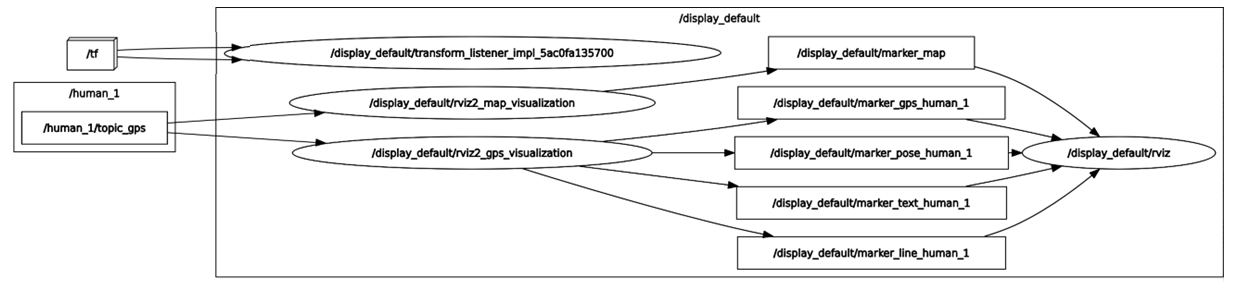 /display_default
/tf
/display_default/transform_listener_impl_5ac0fa135700
/display_default/marker_map
/human_1
/display_default/rviz2_map_visualization
/display_default/marker_gps_human_1
/human_1/topic_gps
/display_default/rviz2_gps_visualization
/display_default/marker_pose_human_1
/display_default/rviz
/display_default/marker_text_human_1
/display_default/marker_line_human_1